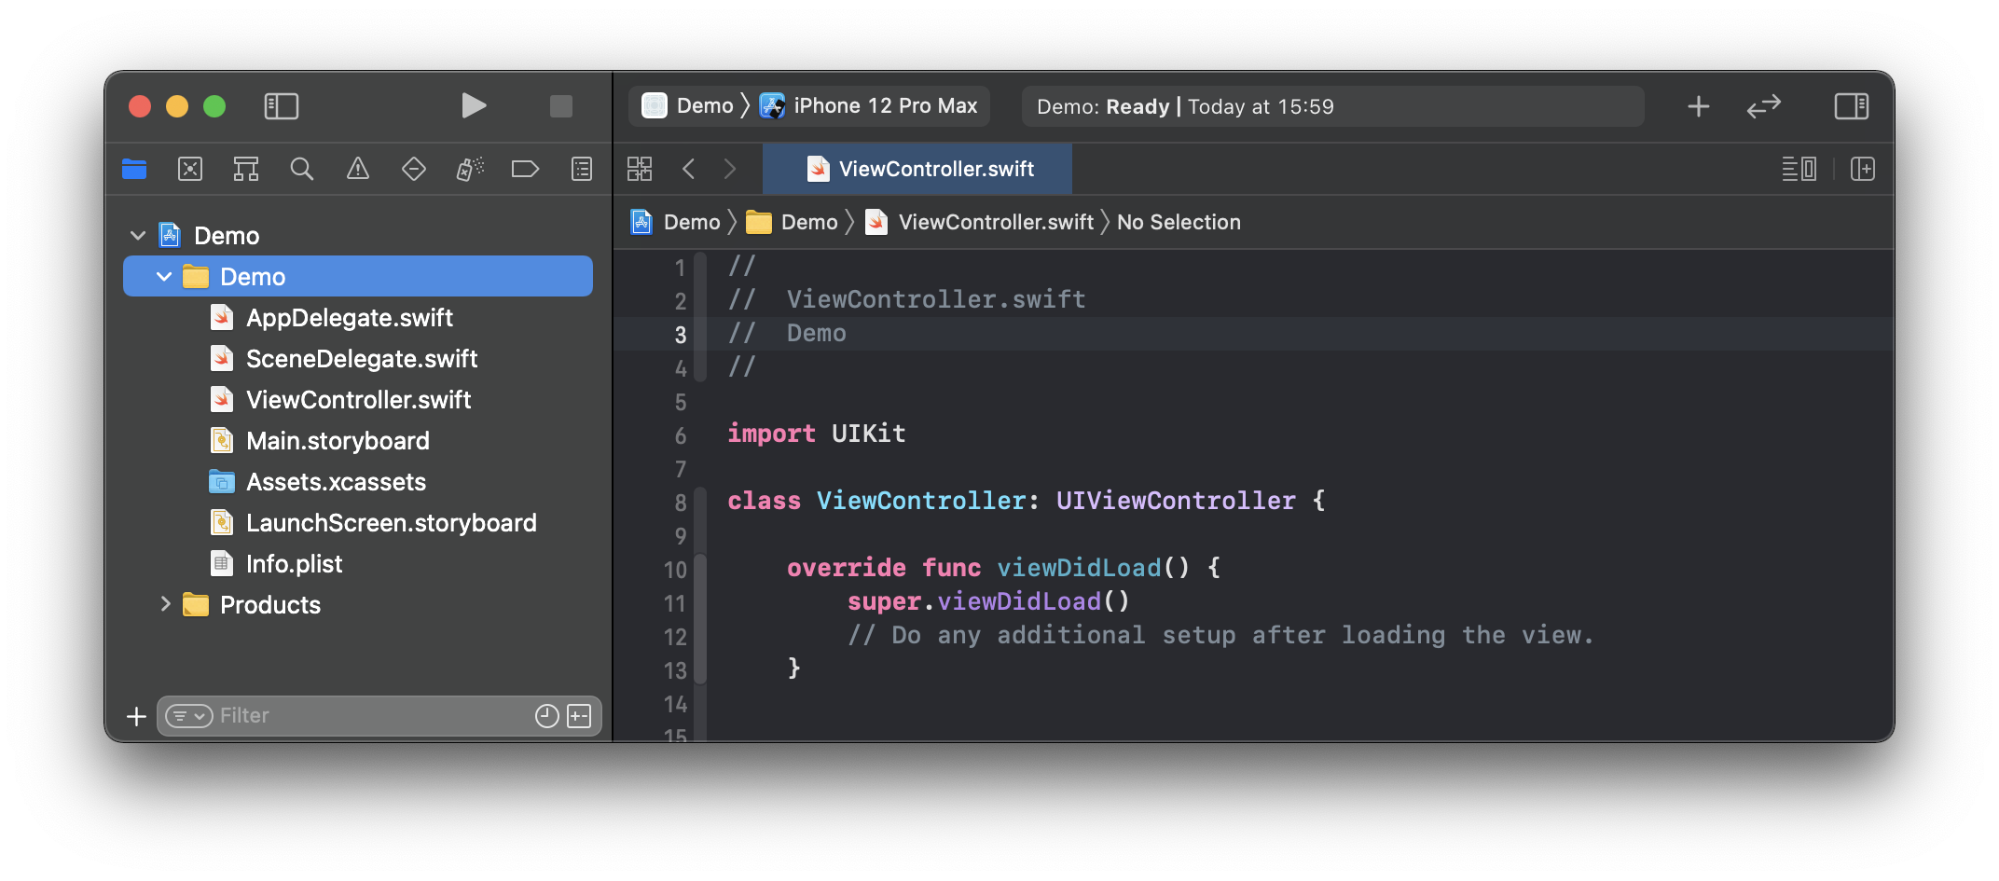 Demo 〉 iPhone 12 Pro Max
Demo: Ready | Today at 15:59
ViewController.swift
Demo 〉 Demo 〉 ViewController.swift 〉 No Selection
Demo
Demo
AppDelegate.swift
SceneDelegate.swift
ViewController.swift
Main.storyboard
Assets.xcassets
LaunchScreen.storyboard
Info.plist
Products
Filter
1 //
2 //  ViewController.swift
3 //  Demo
4 //
5
6 import UIKit
7
8 class ViewController: UIViewController {
9
10     override func viewDidLoad() {
11         super.viewDidLoad()
12         // Do any additional setup after loading the view.
13     }
14
15